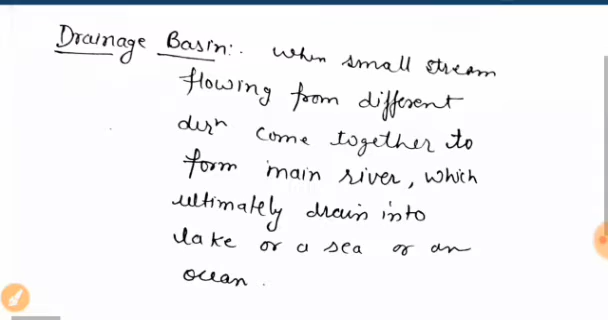 Drainage Basin:. when small stream
flowing from different
dirn come together to
form main river, which
ultimately drain into
lake or a sea or an
ocean.